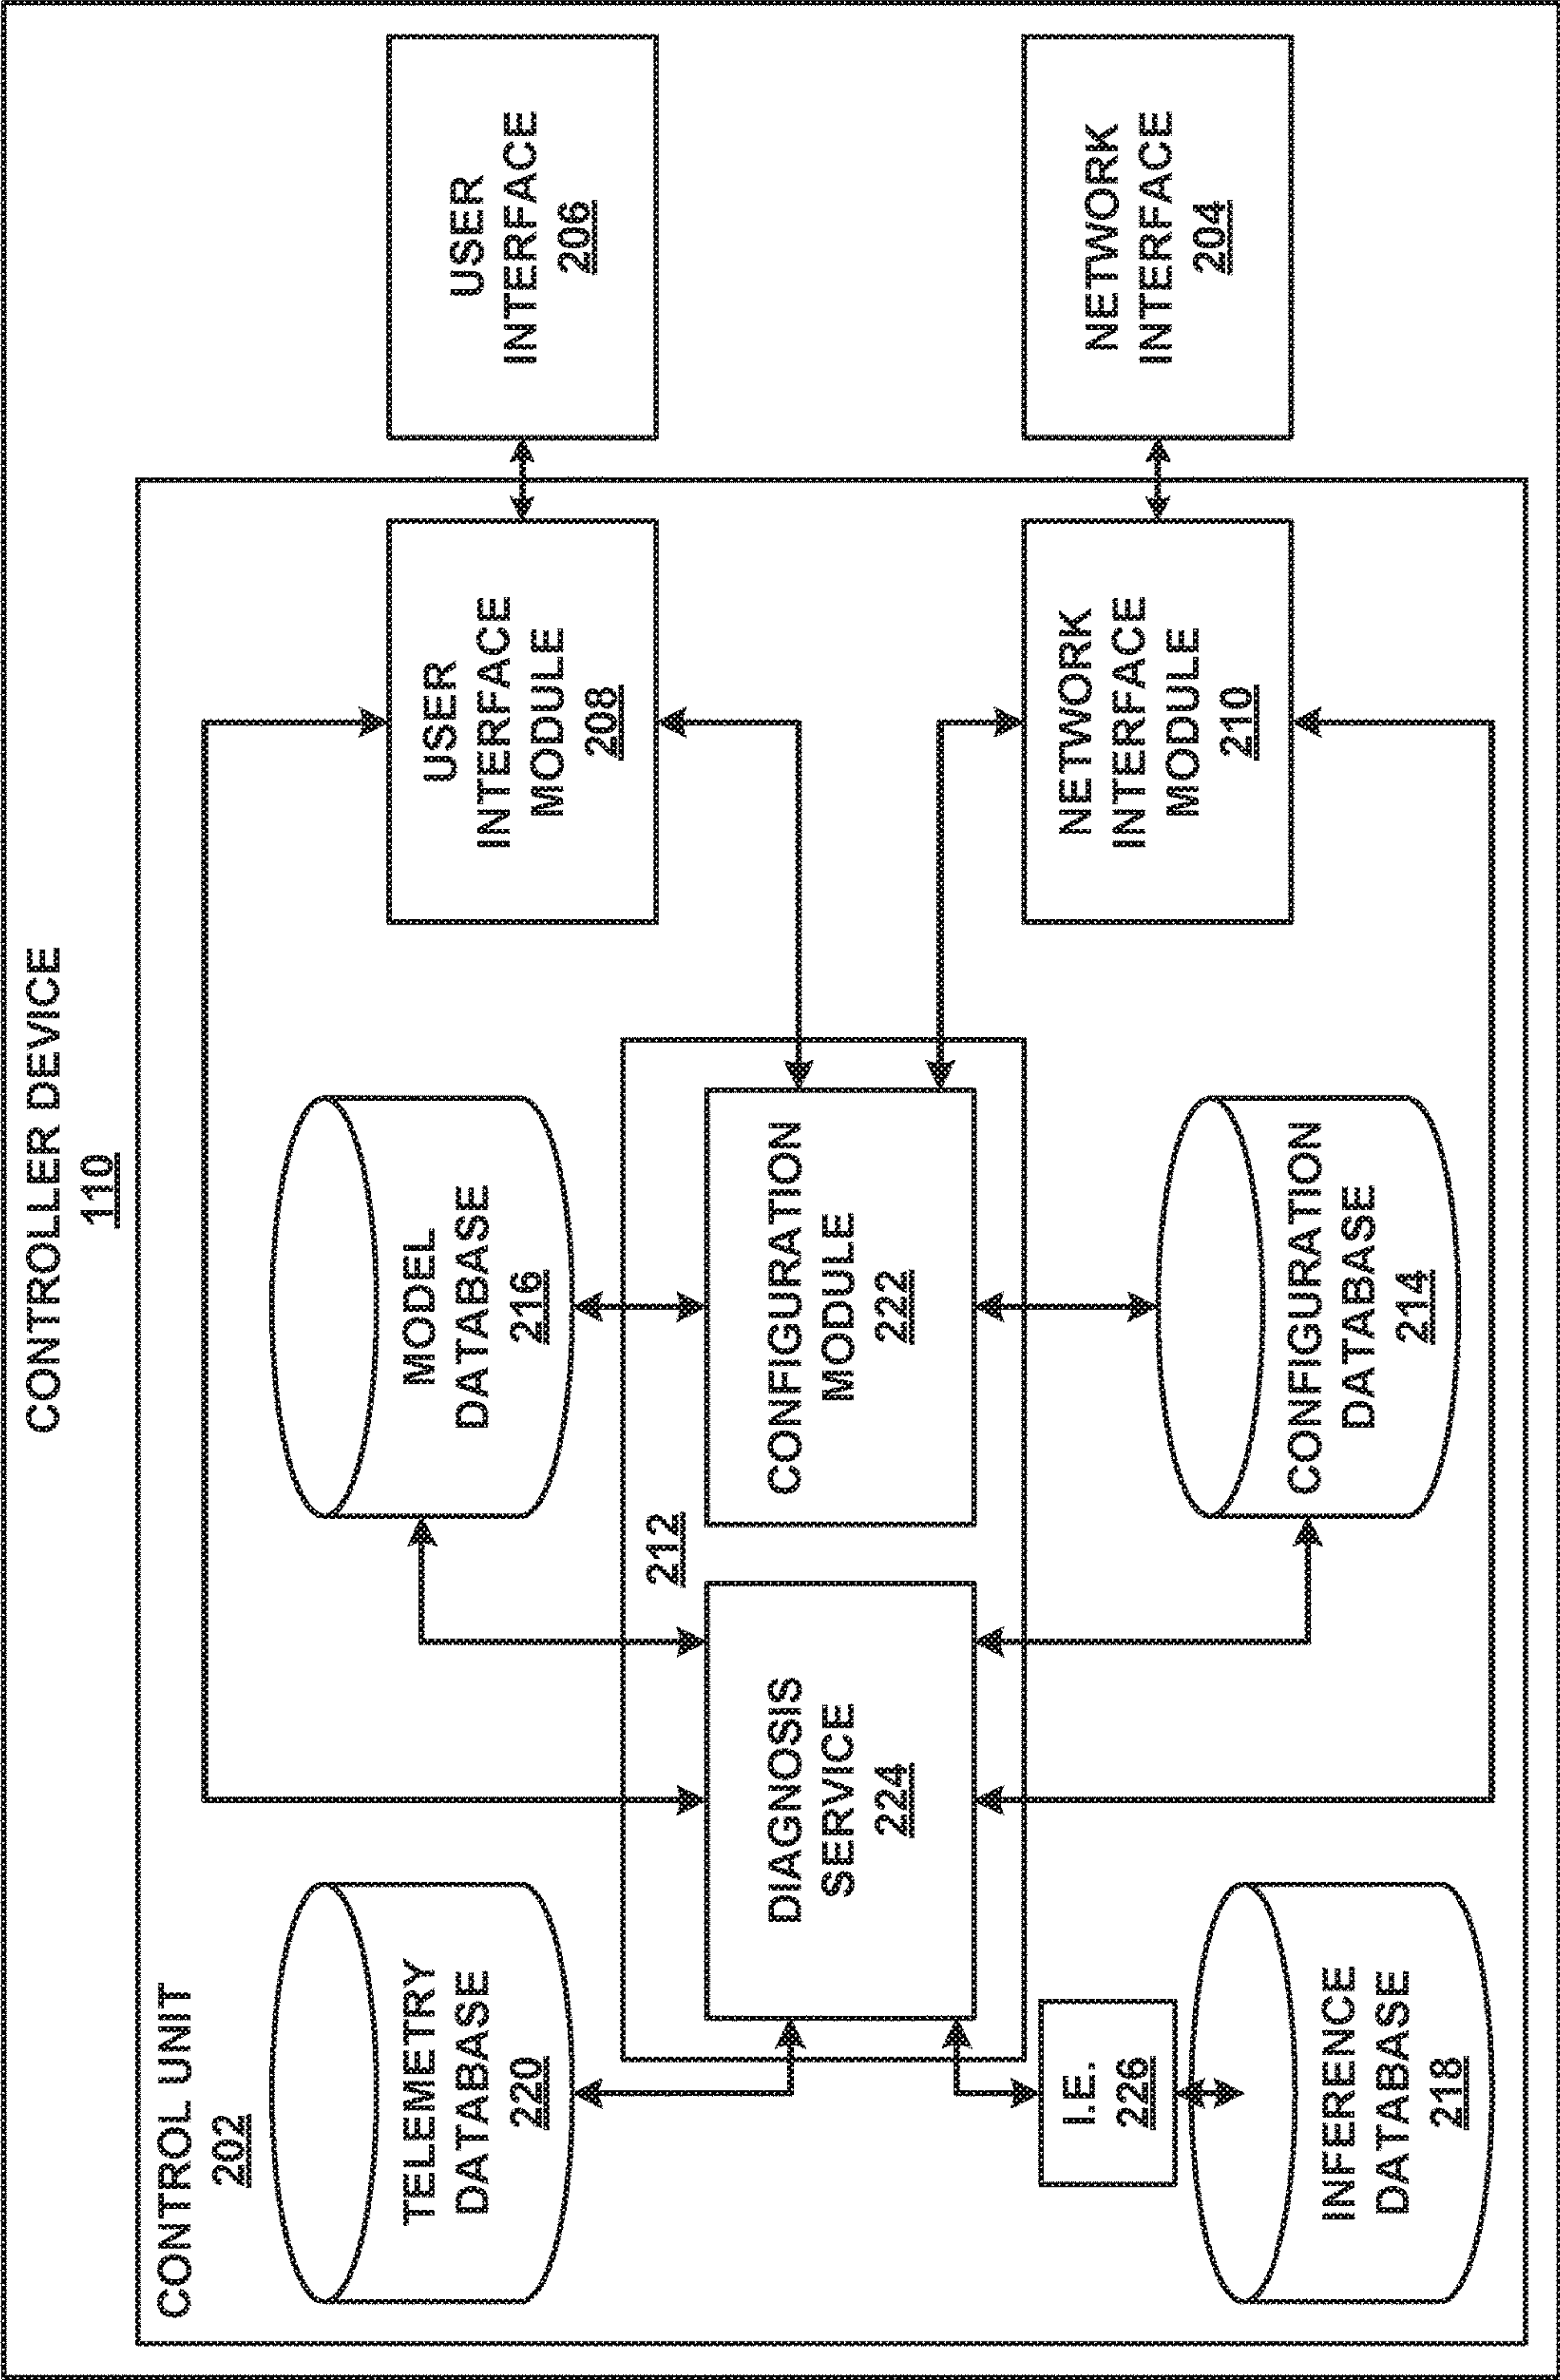 CONTROLLER DEVICE
110
CONTROL UNIT
202
TELEMETRY
DATABASE
220
MODEL
DATABASE
216
USER
INTERFACE
MODULE
208
USER
INTERFACE
206
212
DIAGNOSIS
SERVICE
224
CONFIGURATION
MODULE
222
I.E.
226
INFERENCE
DATABASE
218
CONFIGURATION
DATABASE
214
NETWORK
INTERFACE
MODULE
210
NETWORK
INTERFACE
204